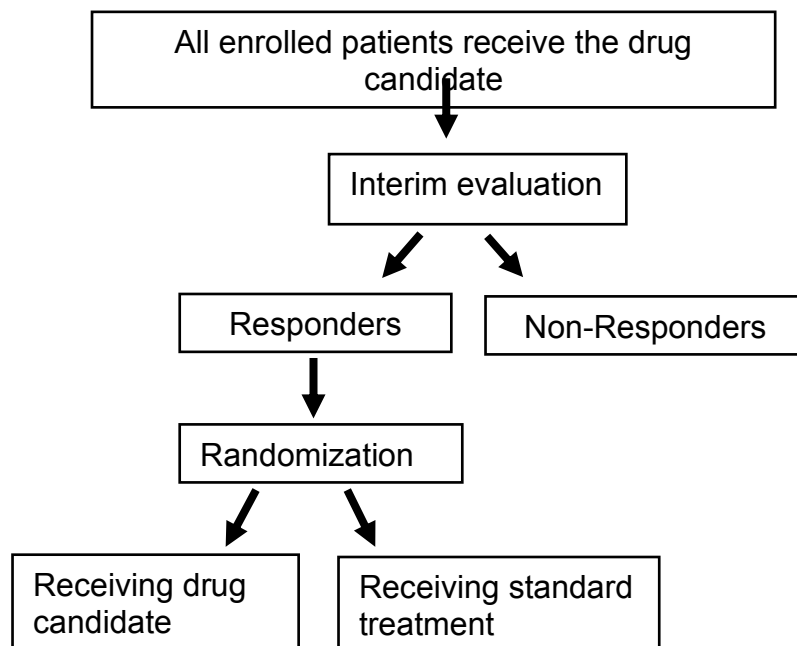 All enrolled patients receive the drug
candidate
Interim evaluation
Responders
Non-Responders
Randomization
Receiving drug
candidate
Receiving standard
treatment